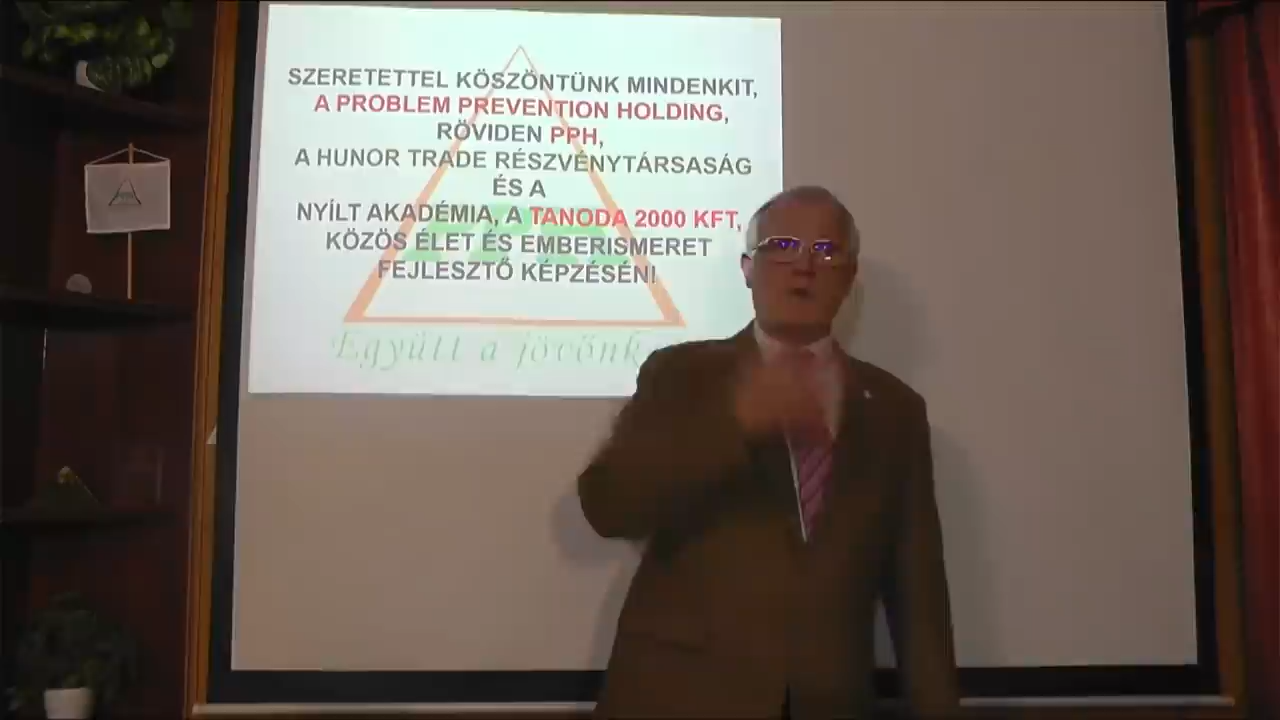 SZERETETTEL KÖSZÖNTÜNK MINDENKIT,
A PROBLEM PREVENTION HOLDING,
RÖVIDEN PPH,
A HUNOR TRADE RÉSZVÉNYTÁRSASÁG
ÉS A
NYÍLT AKADÉMIA, A TANODA 2000 KFT,
KÖZÖS ÉLET ÉS EMBERISMERET
FEJLESZTŐ KÉPZÉSÉN!
PPH
Együtt a